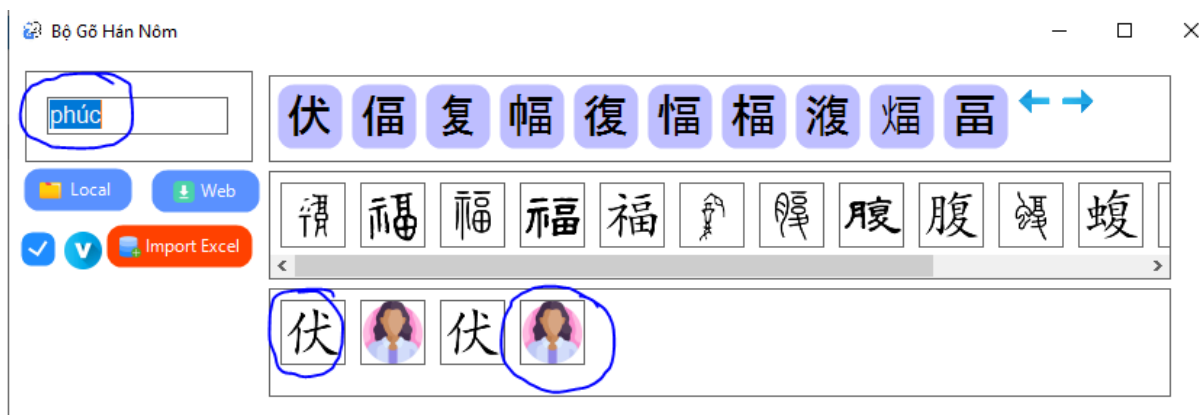 Bộ Gõ Hán Nôm
phúc
伏 偪 复 幅 復 愊 楅 澓 煏 畐
Local
Web
Import Excel
福 福 福 福 腹 腹 蝮
伏 伏